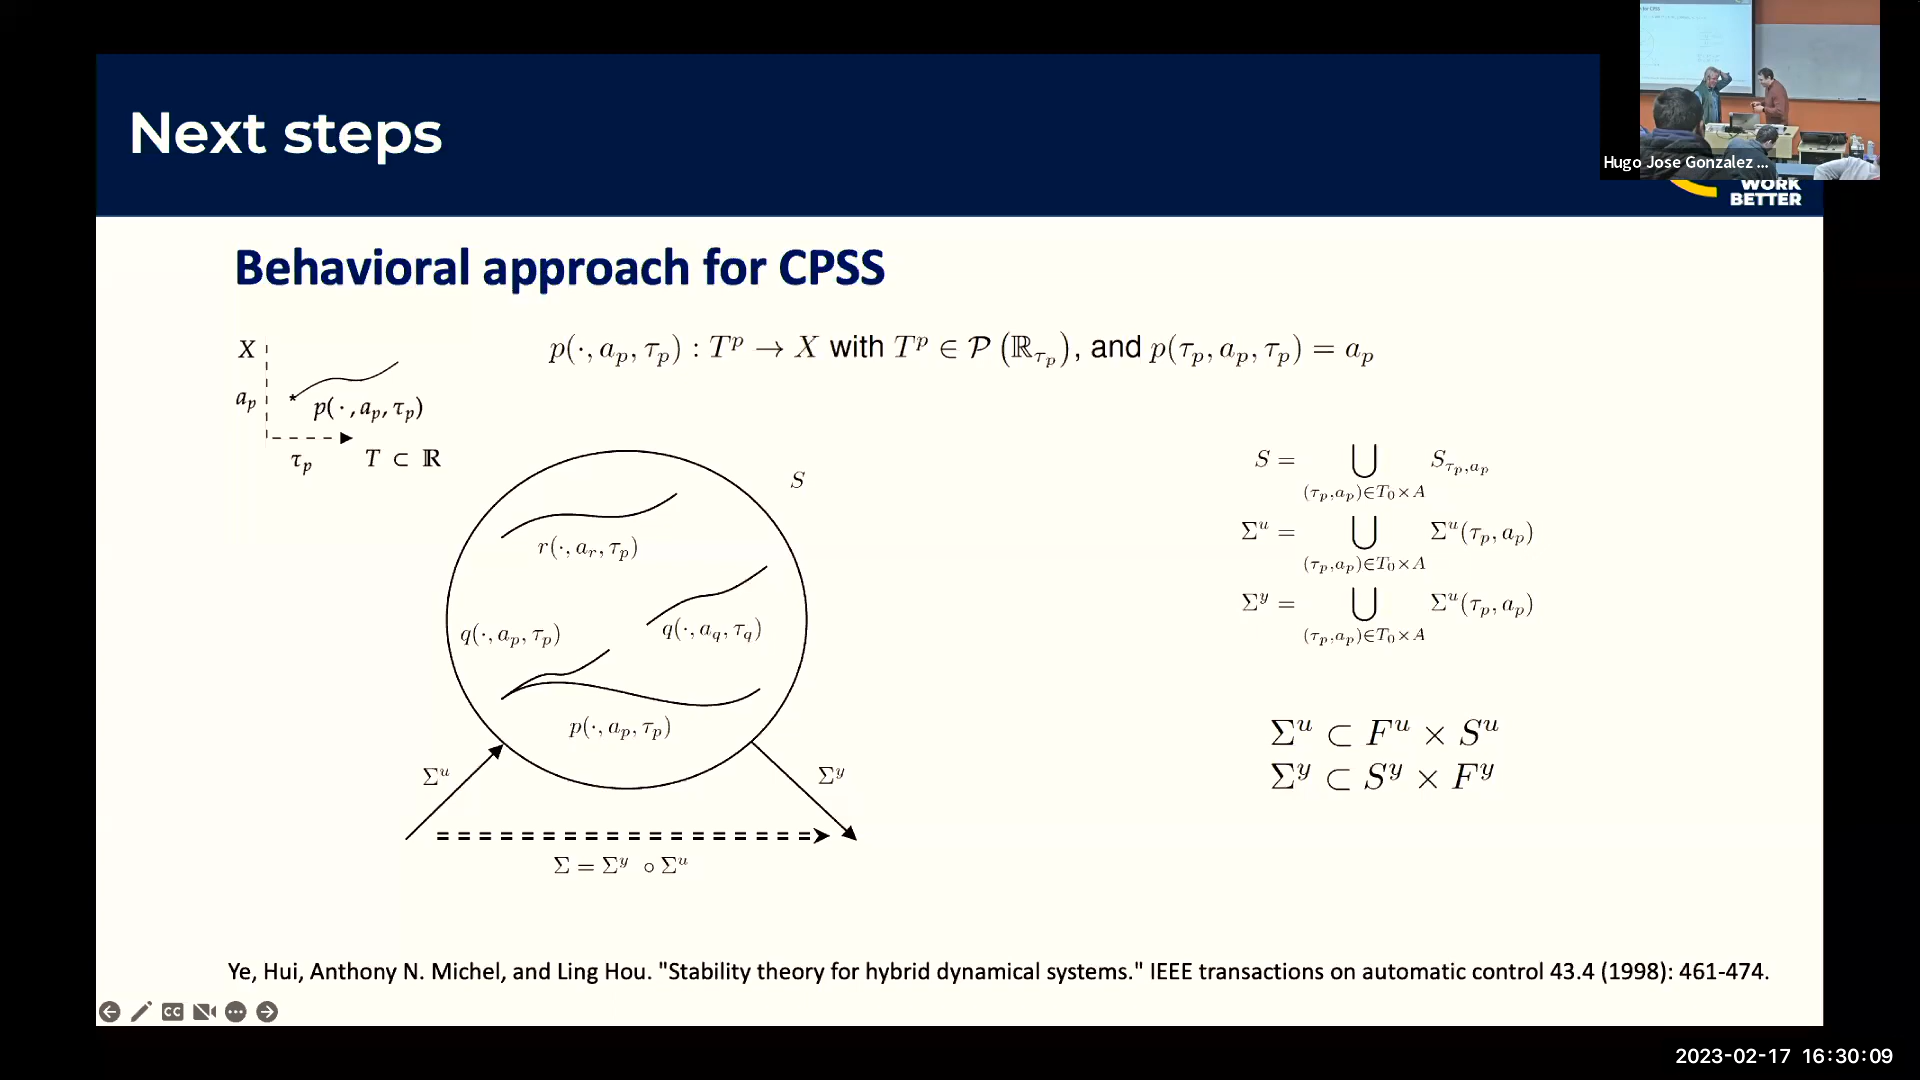 Next steps
Hugo Jose Gonzalez ...
WORK
BETTER
Behavioral approach for CPSS
p(·, a_p, τ_p) : T^p → X with T^p ∈ 𝒫 (ℝ_{τ_p}), and p(τ_p, a_p, τ_p) = a_p
X
a_p
p(·, a_p, τ_p)
τ_p
T ⊂ ℝ
S
r(·, a_r, τ_p)
q(·, a_p, τ_p)
q(·, a_q, τ_q)
p(·, a_p, τ_p)
Σ^u
Σ^y
Σ = Σ^y ∘ Σ^u
S = ⋃_{(τ_p,a_p)∈T_0×A} S_{τ_p,a_p}
Σ^u = ⋃_{(τ_p,a_p)∈T_0×A} Σ^u(τ_p, a_p)
Σ^y = ⋃_{(τ_p,a_p)∈T_0×A} Σ^u(τ_p, a_p)
Σ^u ⊂ F^u × S^u
Σ^y ⊂ S^y × F^y
Ye, Hui, Anthony N. Michel, and Ling Hou. "Stability theory for hybrid dynamical systems." IEEE transactions on automatic control 43.4 (1998): 461-474.
CC
2023-02-17 16:30:09